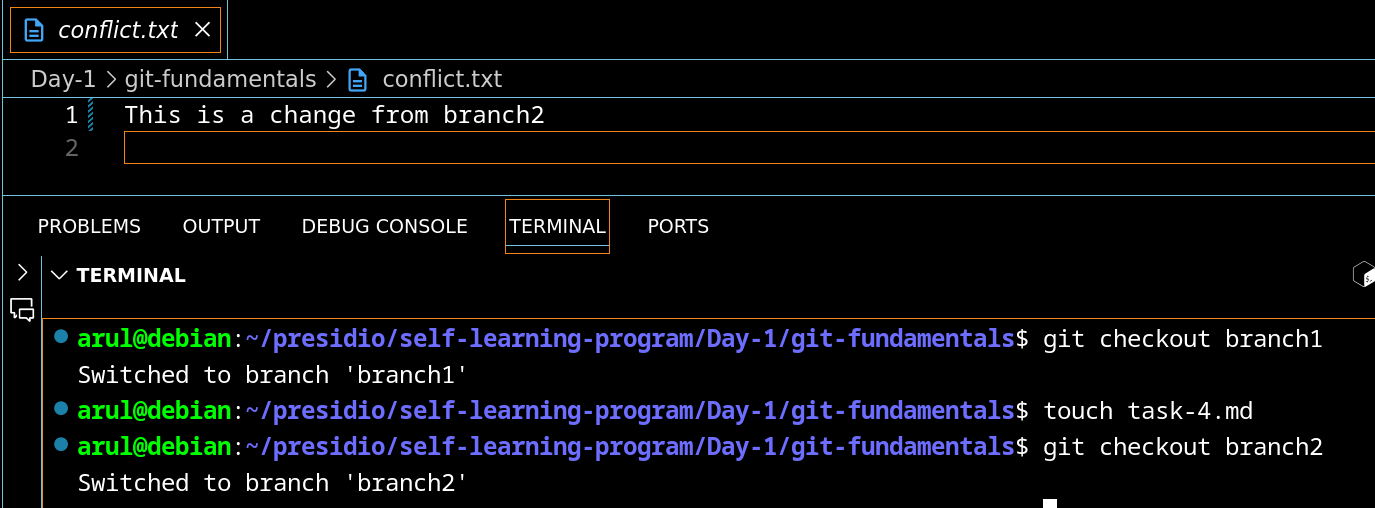 conflict.txt
Day-1 > git-fundamentals > conflict.txt
1 This is a change from branch2
2
PROBLEMS OUTPUT DEBUG CONSOLE TERMINAL PORTS
TERMINAL
arul@debian:~/presidio/self-learning-program/Day-1/git-fundamentals$ git checkout branch1
Switched to branch 'branch1'
arul@debian:~/presidio/self-learning-program/Day-1/git-fundamentals$ touch task-4.md
arul@debian:~/presidio/self-learning-program/Day-1/git-fundamentals$ git checkout branch2
Switched to branch 'branch2'